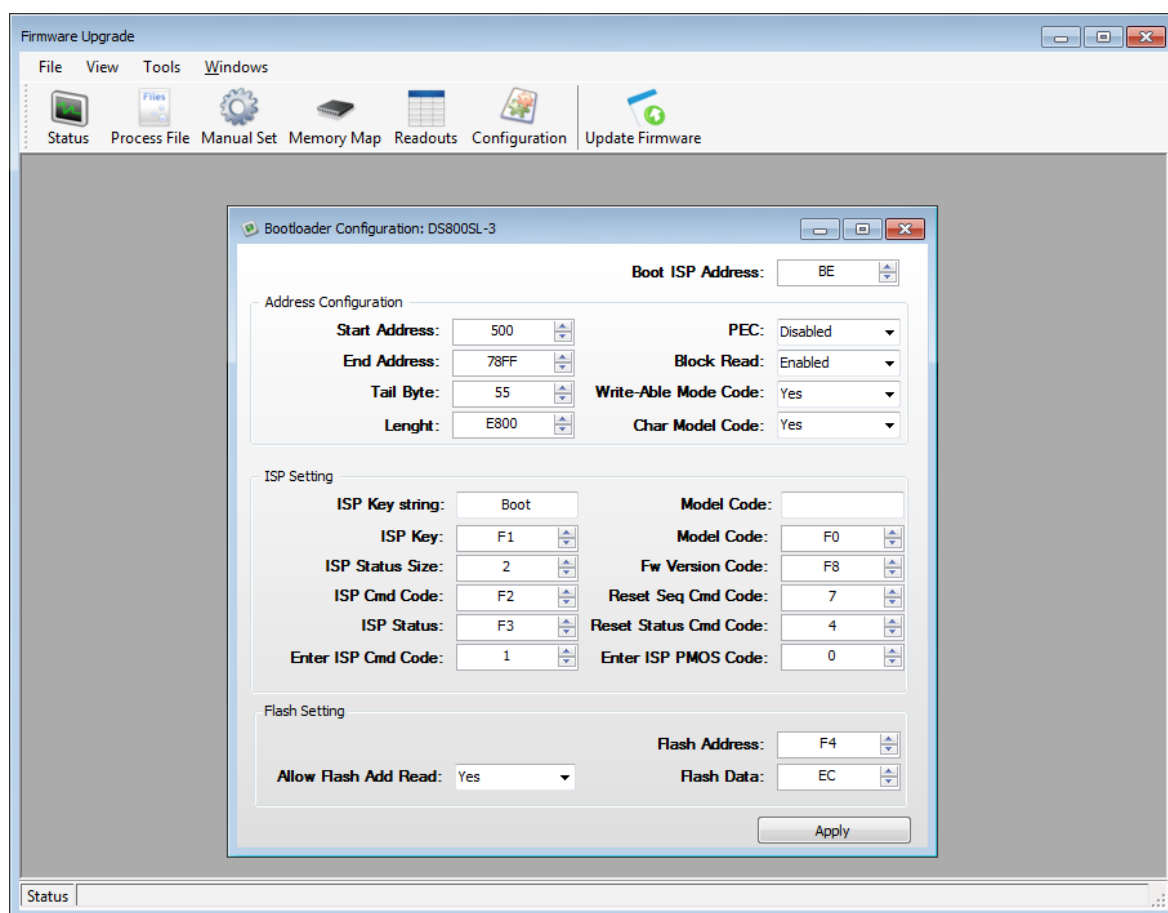 Firmware Upgrade
File View Tools Windows
Files
Status Process File Manual Set Memory Map Readouts Configuration Update Firmware
Bootloader Configuration: DS800SL-3
Boot ISP Address: BE
Address Configuration
Start Address: 500 PEC: Disabled
End Address: 78FF Block Read: Enabled
Tail Byte: 55 Write-Able Mode Code: Yes
Lenght: E800 Char Model Code: Yes
ISP Setting
ISP Key string: Boot Model Code:
ISP Key: F1 Model Code: F0
ISP Status Size: 2 Fw Version Code: F8
ISP Cmd Code: F2 Reset Seq Cmd Code: 7
ISP Status: F3 Reset Status Cmd Code: 4
Enter ISP Cmd Code: 1 Enter ISP PMOS Code: 0
Flash Setting
Flash Address: F4
Allow Flash Add Read: Yes Flash Data: EC
Apply
Status